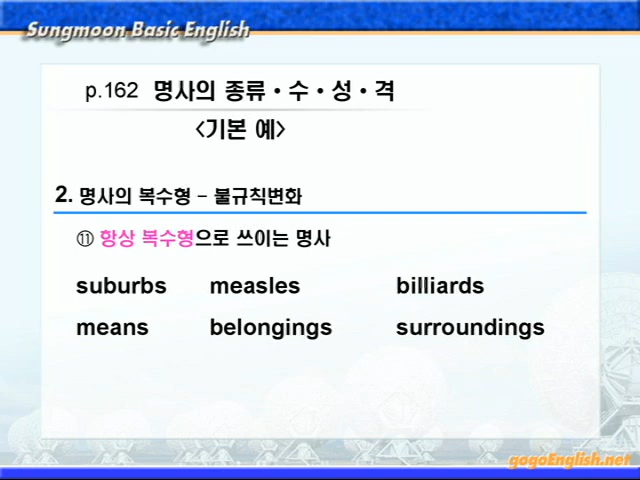 Sungmoon Basic English
p.162 명사의 종류 • 수 • 성 • 격
<기본 예>
2. 명사의 복수형 – 불규칙변화
⑪ 항상 복수형으로 쓰이는 명사
suburbs measles billiards
means belongings surroundings
gogoEnglish.net